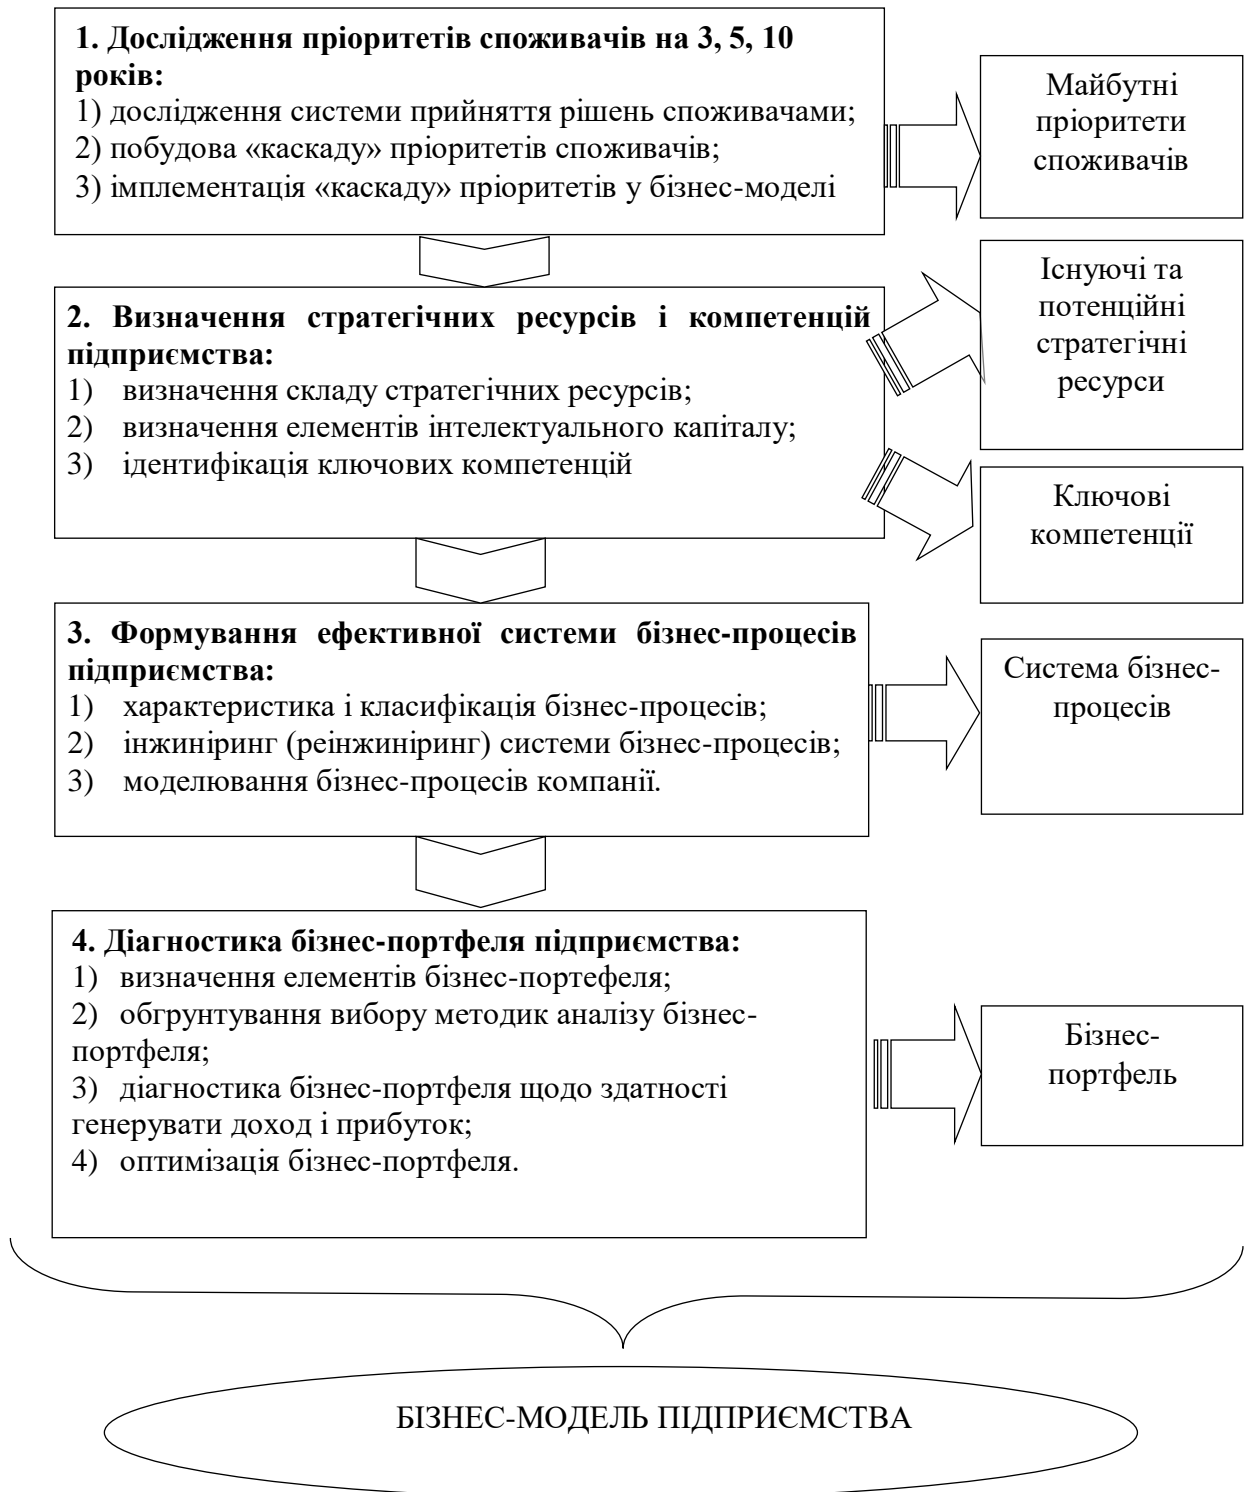 1. Дослідження пріоритетів споживачів на 3, 5, 10
років:
1) дослідження системи прийняття рішень споживачами;
2) побудова «каскаду» пріоритетів споживачів;
3) імплементація «каскаду» пріоритетів у бізнес-моделі
Майбутні
пріоритети
споживачів
2. Визначення стратегічних ресурсів і компетенцій
підприємства:
1) визначення складу стратегічних ресурсів;
2) визначення елементів інтелектуального капіталу;
3) ідентифікація ключових компетенцій
Існуючі та
потенційні
стратегічні
ресурси
Ключові
компетенції
3. Формування ефективної системи бізнес-процесів
підприємства:
1) характеристика і класифікація бізнес-процесів;
2) інжиніринг (реінжиніринг) системи бізнес-процесів;
3) моделювання бізнес-процесів компанії.
Система бізнес-
процесів
4. Діагностика бізнес-портфеля підприємства:
1) визначення елементів бізнес-портефеля;
2) обгрунтування вибору методик аналізу бізнес-
портфеля;
3) діагностика бізнес-портфеля щодо здатності
генерувати доход і прибуток;
4) оптимізація бізнес-портфеля.
Бізнес-
портфель
БІЗНЕС-МОДЕЛЬ ПІДПРИЄМСТВА